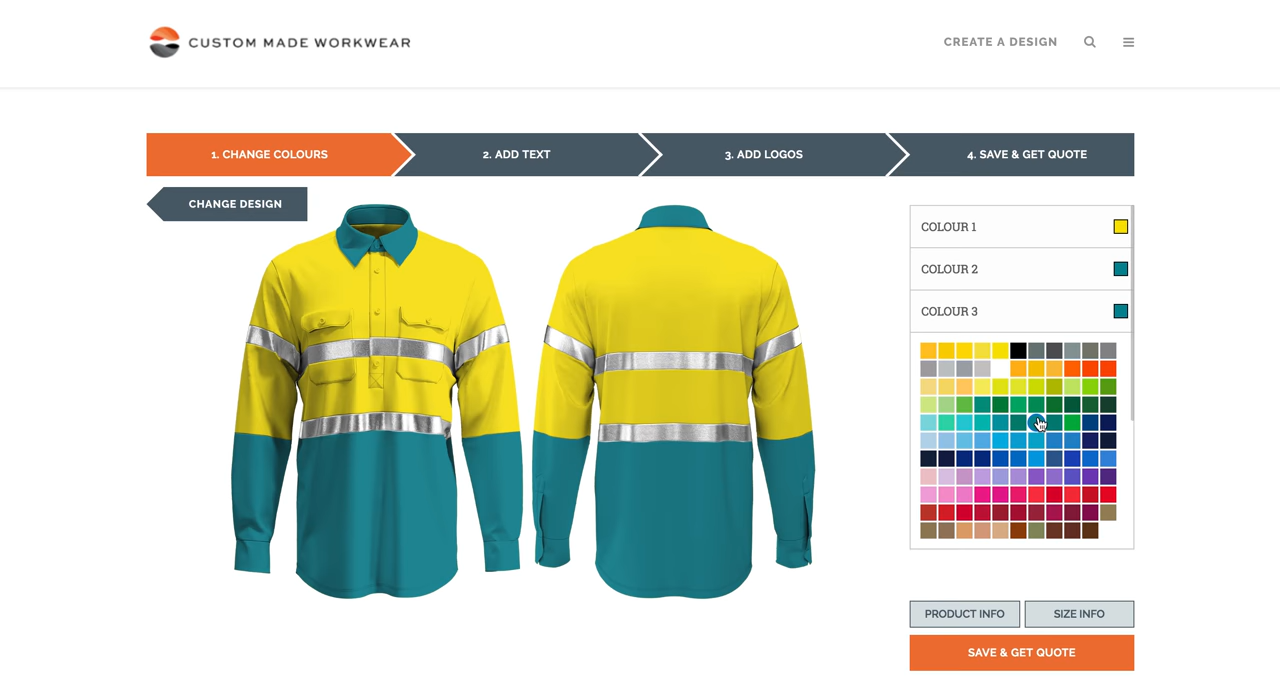 CUSTOM MADE WORKWEAR
CREATE A DESIGN
1. CHANGE COLOURS
2. ADD TEXT
3. ADD LOGOS
4. SAVE & GET QUOTE
CHANGE DESIGN
COLOUR 1
COLOUR 2
COLOUR 3
PRODUCT INFO
SIZE INFO
SAVE & GET QUOTE